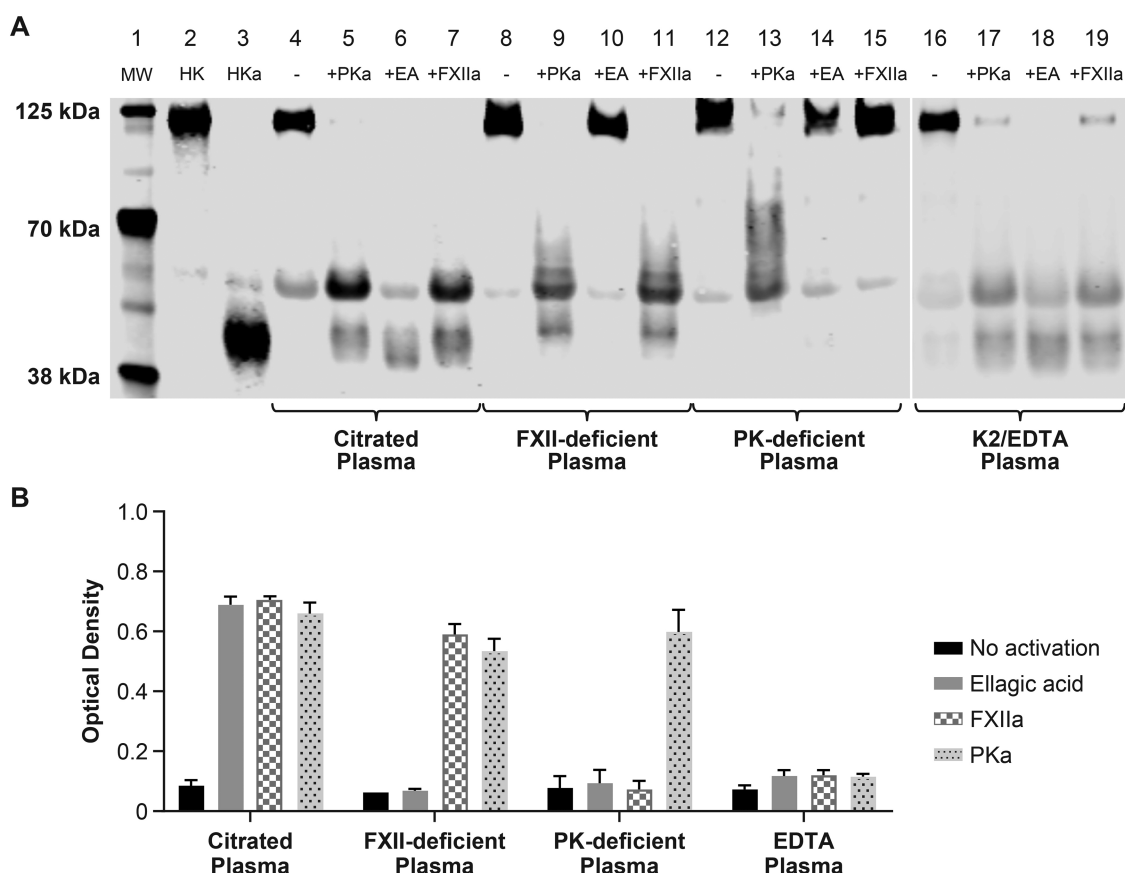 A
1 2 3 4 5 6 7 8 9 10 11 12 13 14 15 16 17 18 19
MW HK HKa - +PKa +EA +FXIIa - +PKa +EA +FXIIa - +PKa +EA +FXIIa - +PKa +EA +FXIIa
125 kDa
70 kDa
38 kDa
Citrated
Plasma
FXII-deficient
Plasma
PK-deficient
Plasma
K2/EDTA
Plasma
B
Optical Density
1.0
0.8
0.6
0.4
0.2
0
Citrated
Plasma
FXII-deficient
Plasma
PK-deficient
Plasma
EDTA
Plasma
No activation
Ellagic acid
FXIIa
PKa